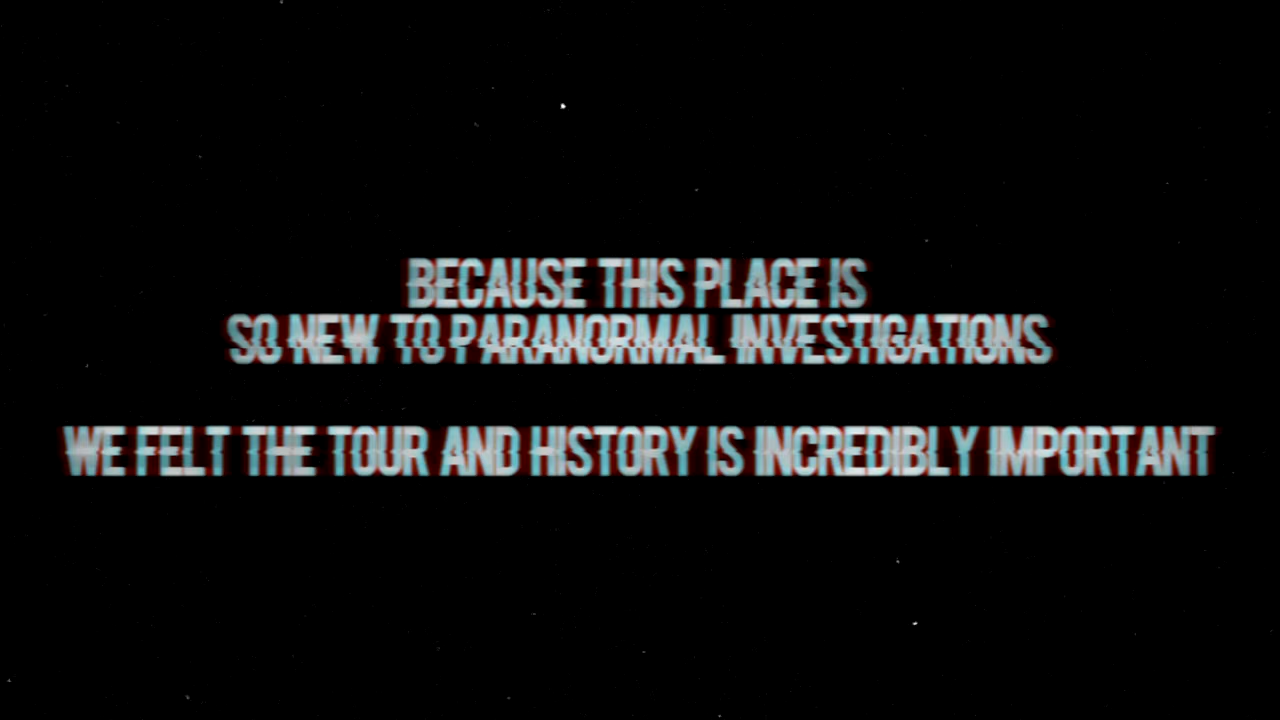 BECAUSE THIS PLACE IS
SO NEW TO PARANORMAL INVESTIGATIONS
WE FELT THE TOUR AND HISTORY IS INCREDIBLY IMPORTANT